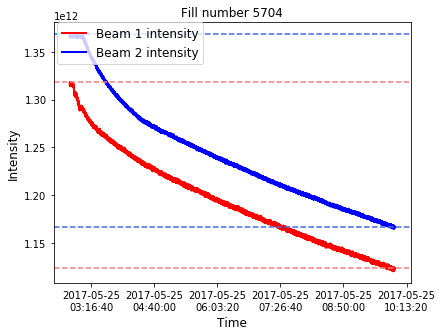 Fill number 5704
1e12
Beam 1 intensity
Beam 2 intensity
1.35
1.30
1.25
1.20
1.15
Intensity
2017-05-25 2017-05-25 2017-05-25 2017-05-25 2017-05-25 2017-05-25
03:16:40 04:40:00 06:03:20 07:26:40 08:50:00 10:13:20
Time